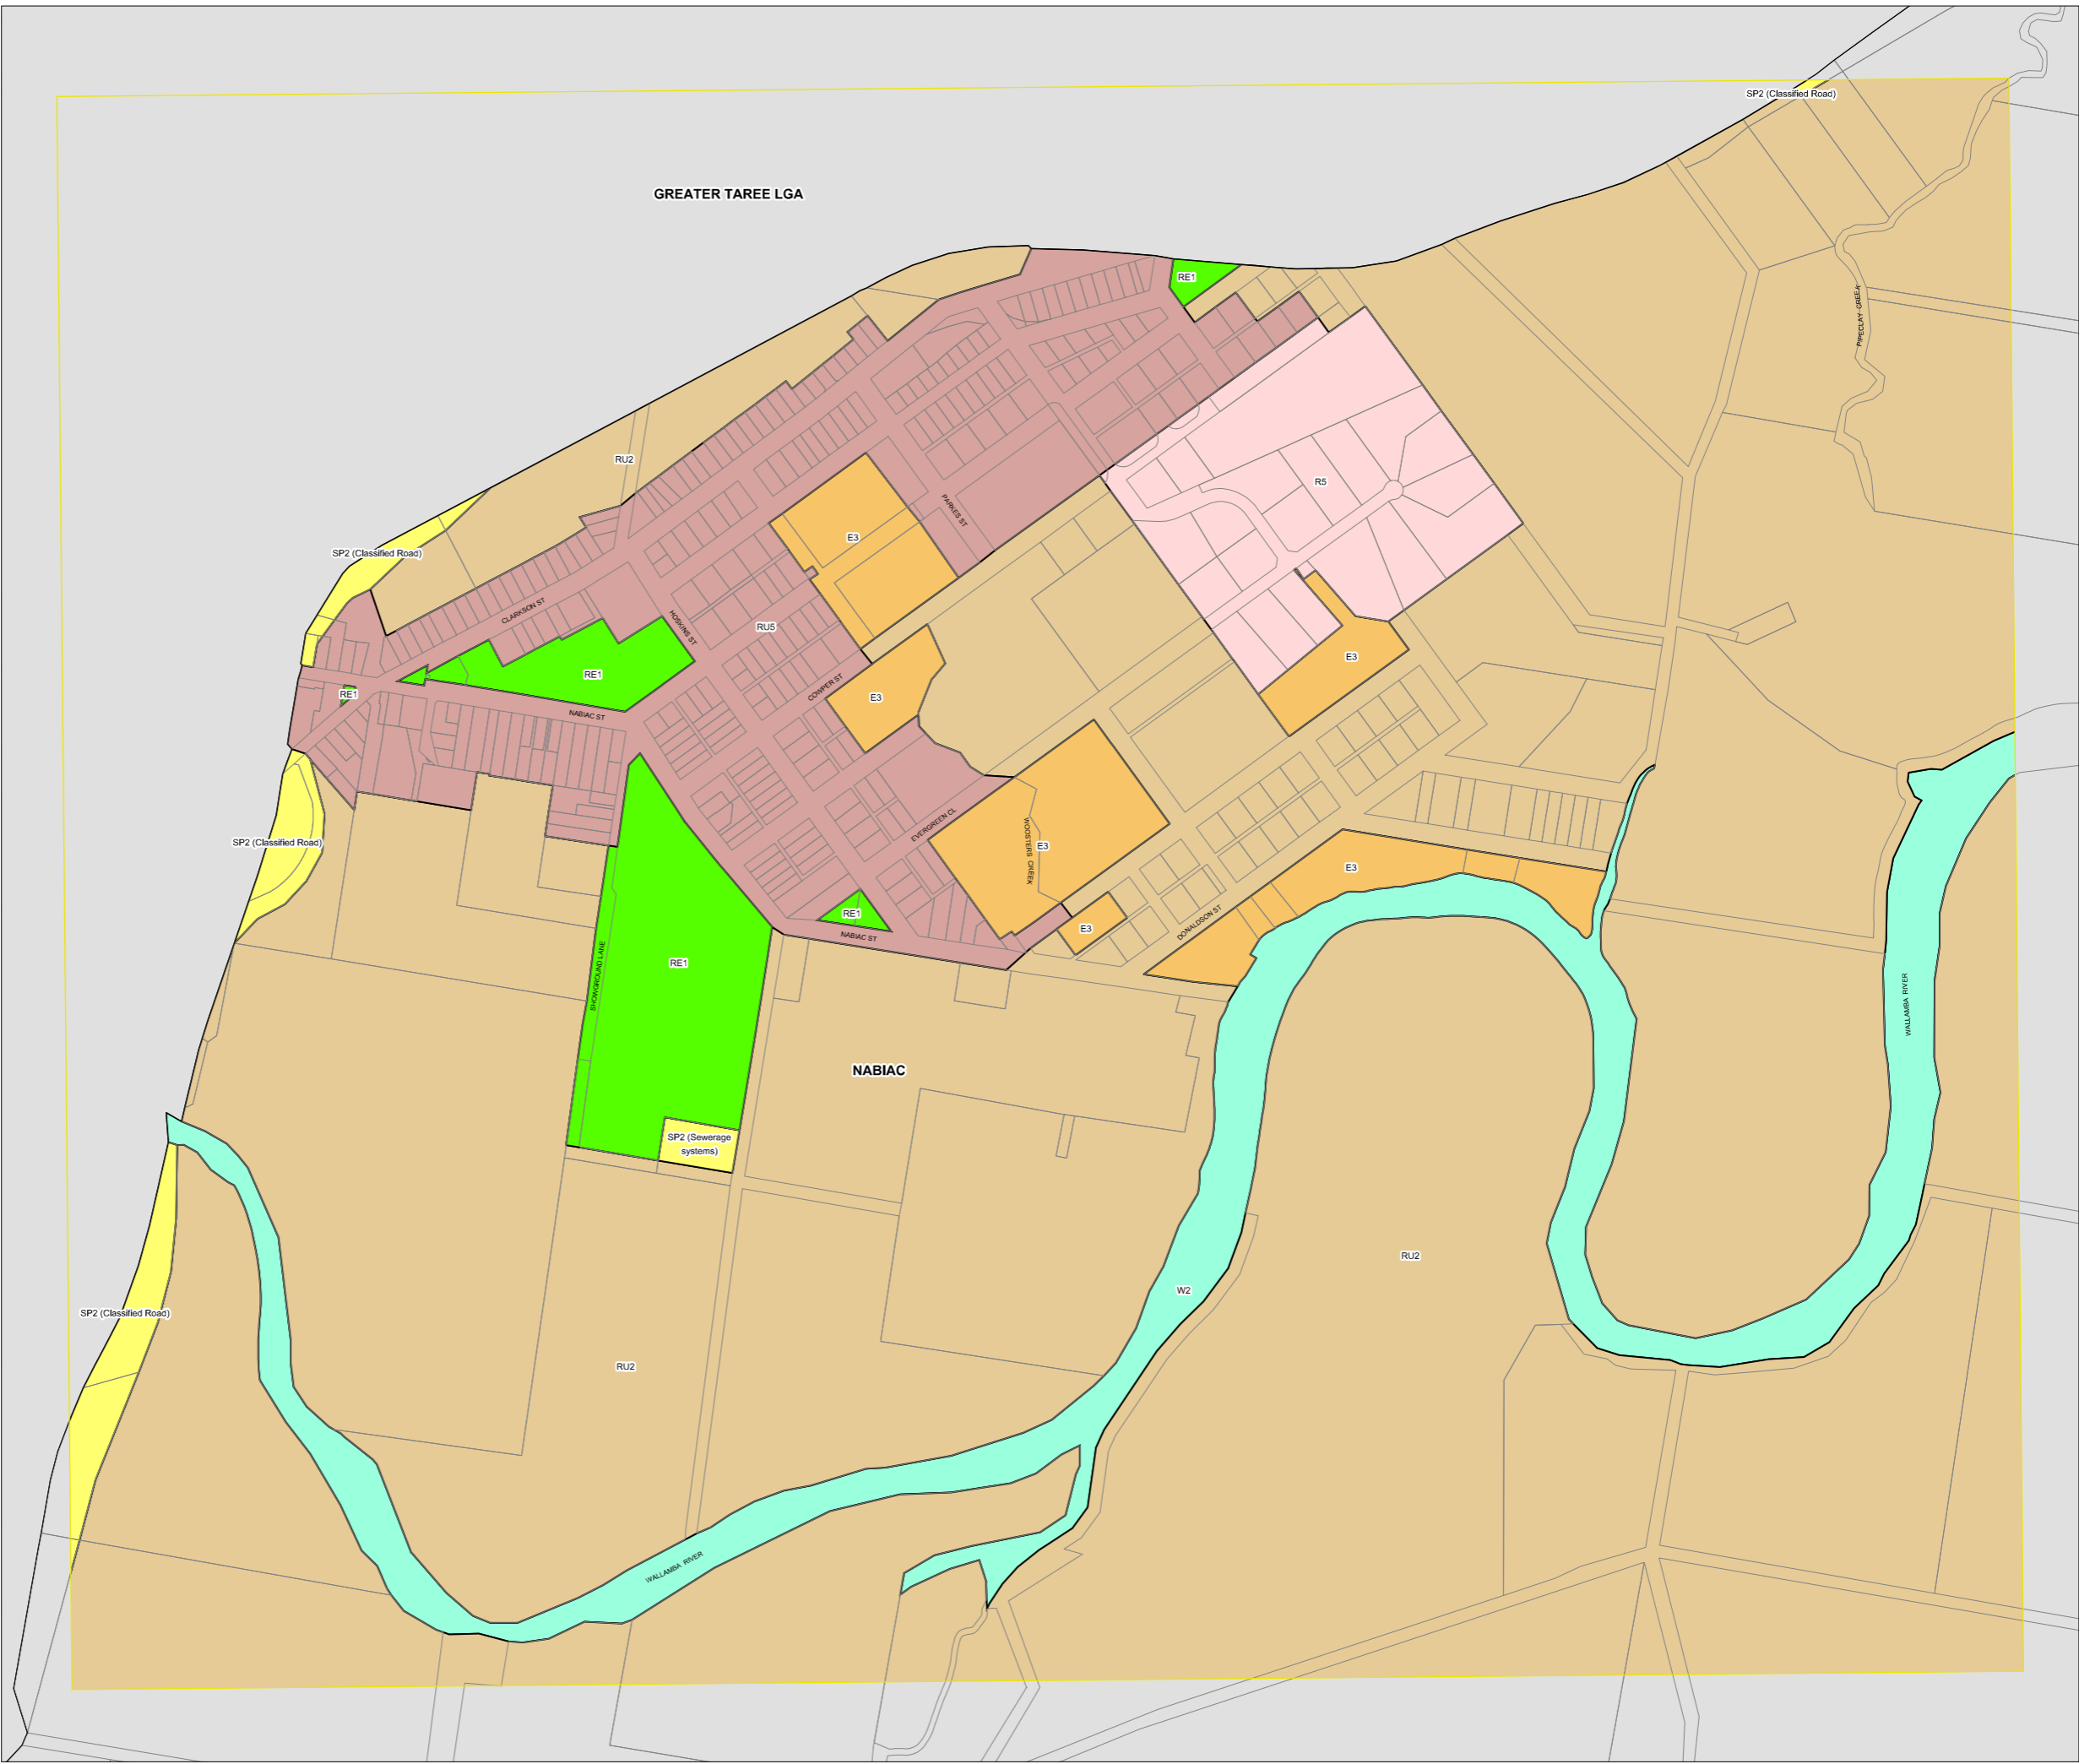 SP2 (Classified Road)
GREATER TAREE LGA
RE1
PIPECLAY CREEK
RU2
R5
PARKES ST
E3
SP2 (Classified Road)
CLARKSON ST
HOSKINS ST
RU5
E3
RE1
COWPER ST
RE1
E3
NABIAC ST
EVERGREEN CL
WOOSTERS CREEK
E3
SP2 (Classified Road)
E3
RE1
DONALDSON ST
E3
NABIAC ST
RE1
SHOWGROUND LANE
WALLAMBA RIVER
NABIAC
SP2 (Sewerage
systems)
RU2
W2
SP2 (Classified Road)
RU2
WALLAMBA RIVER